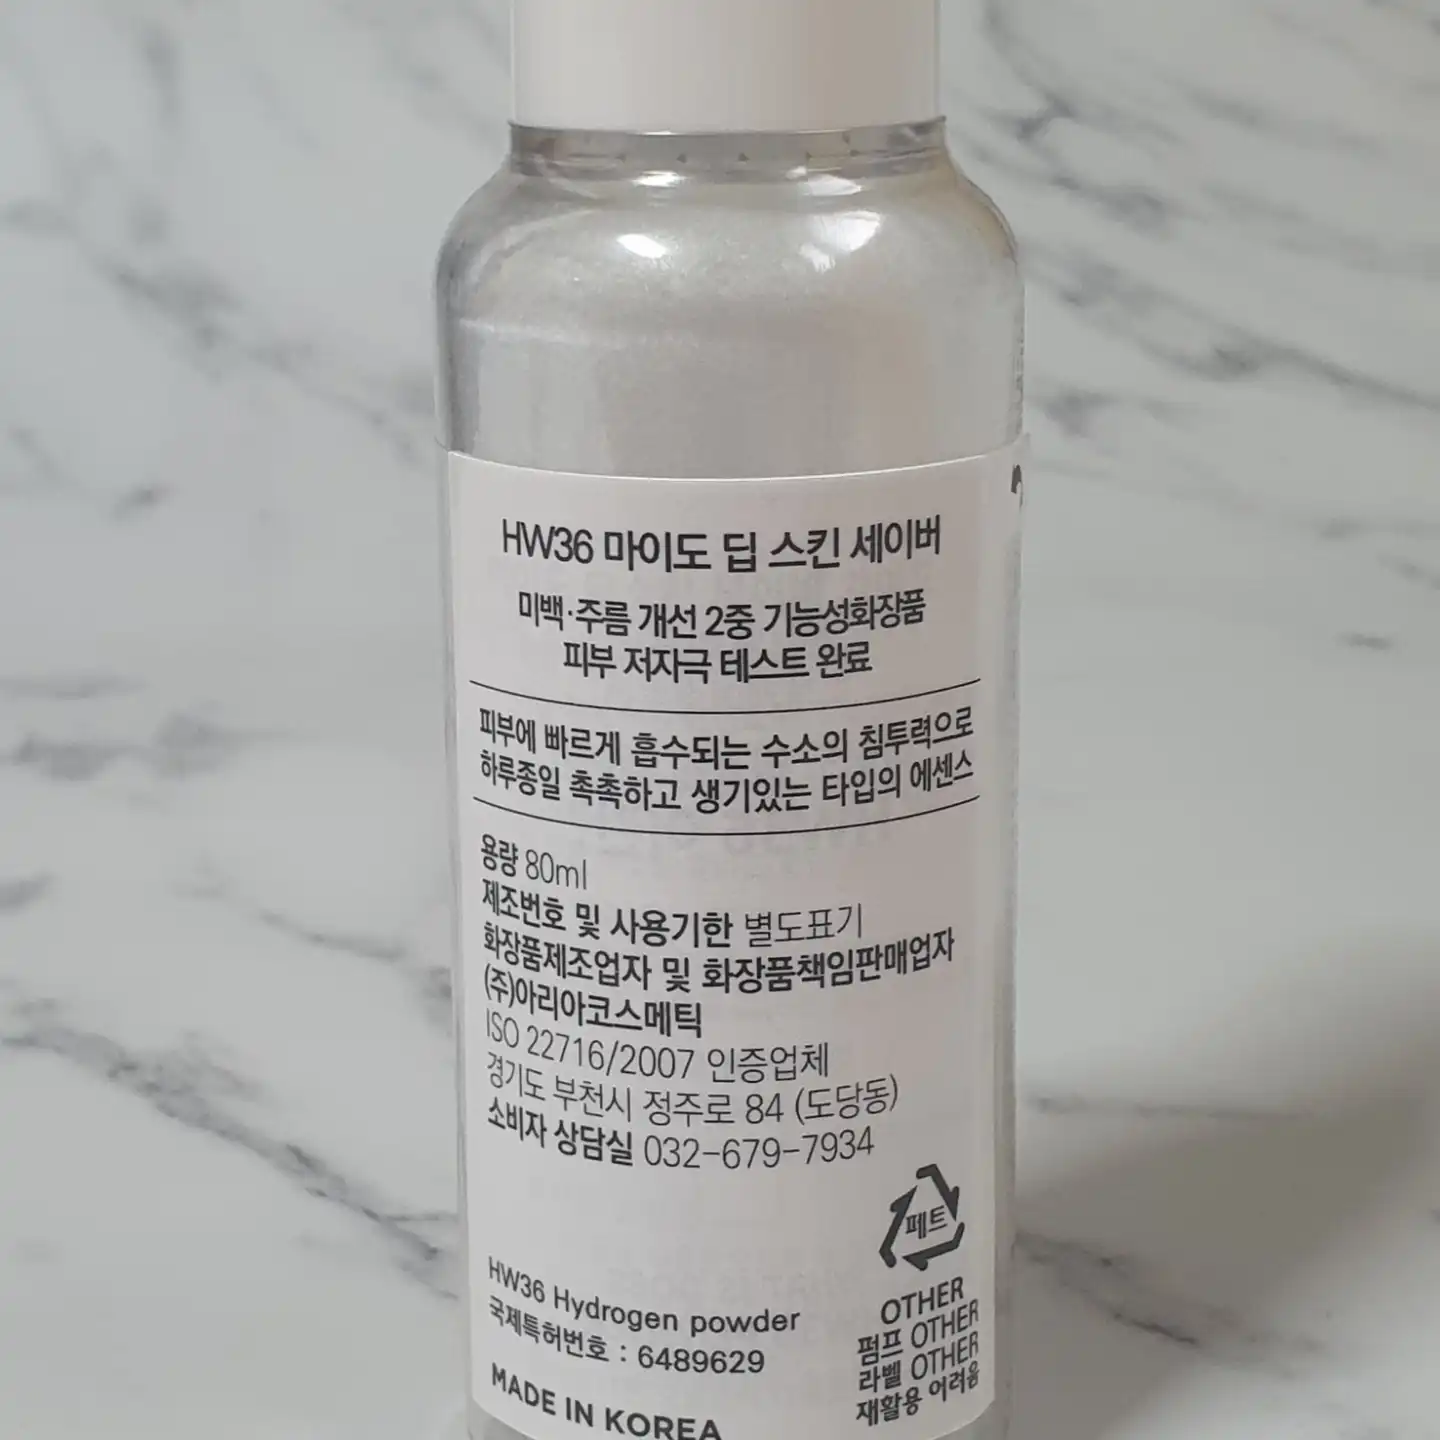 HW36 마이도 딥 스킨 세이버
미백·주름 개선 2중 기능성화장품
피부 저자극 테스트 완료
피부에 빠르게 흡수되는 수소의 침투력으로
하루종일 촉촉하고 생기있는 타입의 에센스
용량 80ml
제조번호 및 사용기한 별도표기
화장품제조업자 및 화장품책임판매업자
(주)아리아코스메틱
ISO 22716/2007 인증업체
경기도 부천시 정주로 84 (도당동)
소비자 상담실 032-679-7934
페트
OTHER
펌프 OTHER
라벨 OTHER
재활용 어려움
HW36 Hydrogen powder
국제특허번호 : 6489629
MADE IN KOREA